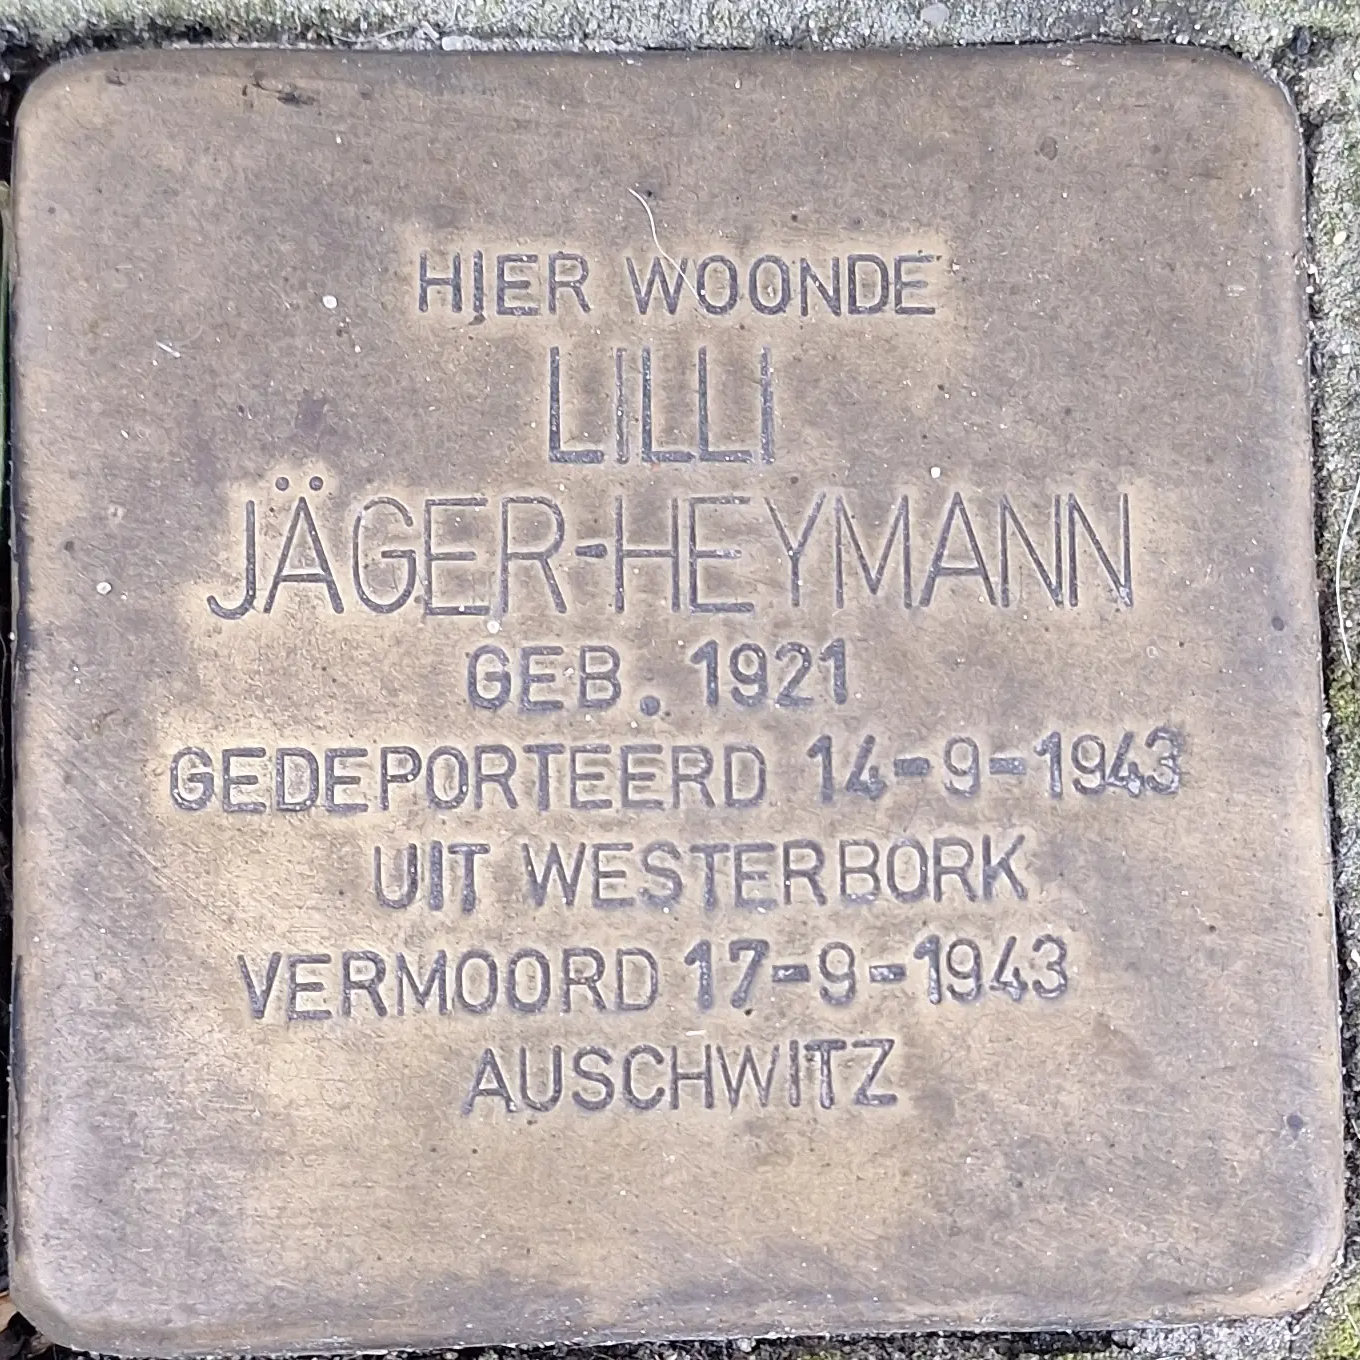 HIER WOONDE
LILLI
JÄGER-HEYMANN
GEB. 1921
GEDEPORTEERD 14-9-1943
UIT WESTERBORK
VERMOORD 17-9-1943
AUSCHWITZ